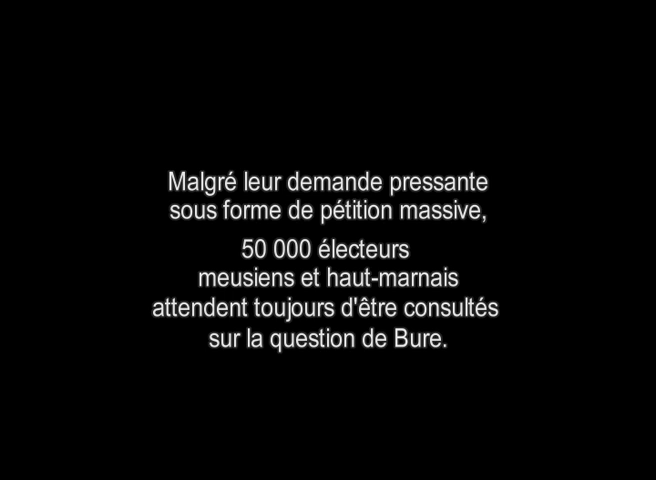 Malgré leur demande pressante
sous forme de pétition massive,
50 000 électeurs
meusiens et haut-marnais
attendent toujours d'être consultés
sur la question de Bure.